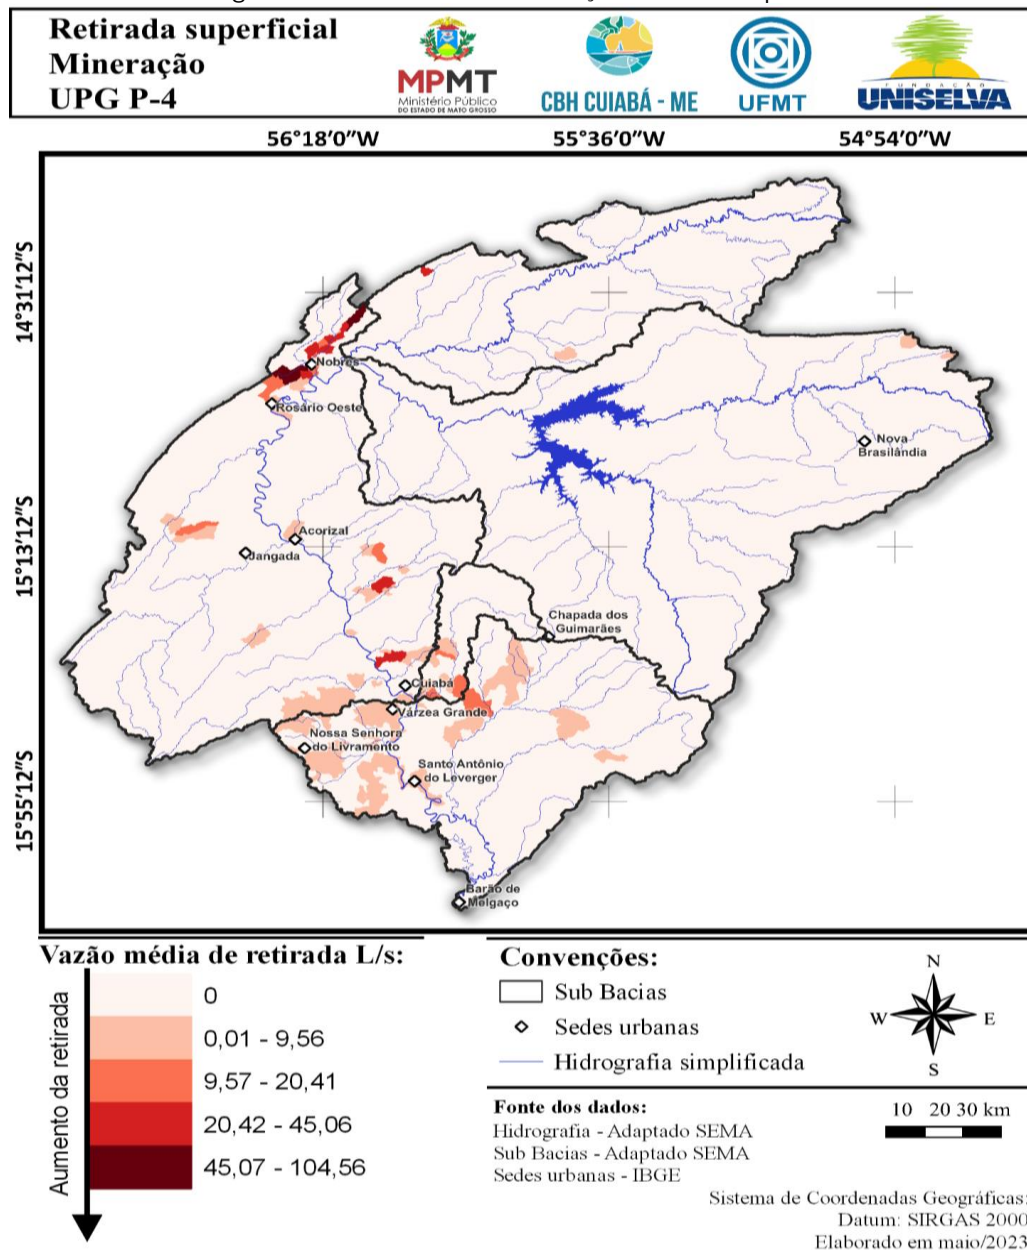 Retirada superficial
Mineração
UPG P-4
MPMT
Ministério Público
DO ESTADO DE MATO GROSSO
CBH CUIABÁ - ME
UFMT
FUNDAÇÃO
UNISELVA
56°18'0"W
55°36'0"W
54°54'0"W
14°31'12"S
15°13'12"S
15°55'12"S
Nobres
Rosário Oeste
Nova
Brasilândia
Acorizal
Jangada
Chapada dos
Guimarães
Cuiabá
Várzea Grande
Nossa Senhora
do Livramento
Santo Antônio
do Leverger
Barão de
Melgaço
Vazão média de retirada L/s:
Aumento da retirada
0
0,01 - 9,56
9,57 - 20,41
20,42 - 45,06
45,07 - 104,56
Convenções:
Sub Bacias
Sedes urbanas
Hidrografia simplificada
N
W
E
S
Fonte dos dados:
Hidrografia - Adaptado SEMA
Sub Bacias - Adaptado SEMA
Sedes urbanas - IBGE
10 20 30 km
Sistema de Coordenadas Geográficas:
Datum: SIRGAS 2000
Elaborado em maio/2023